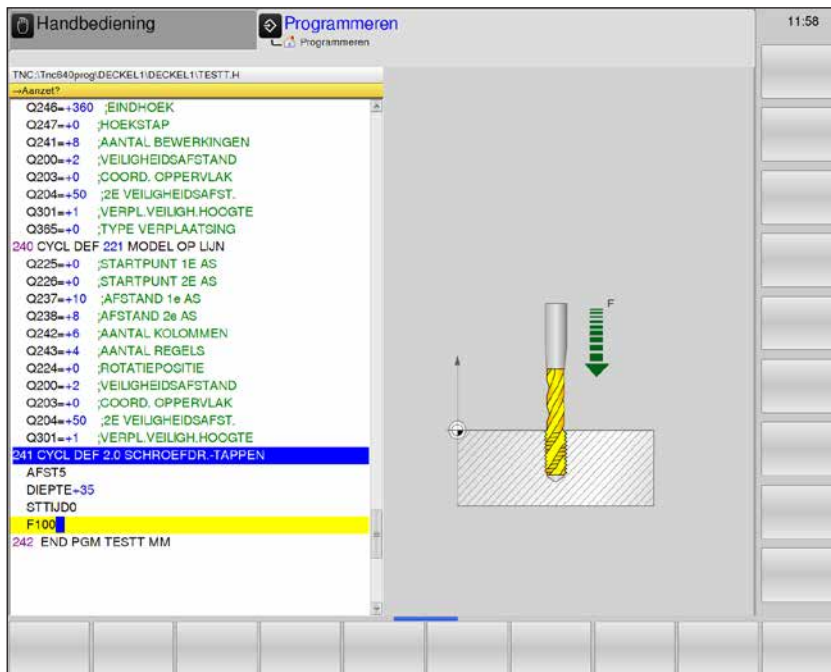 Handbediening
Programmeren
Programmeren
11:58
TNC:\Tnc640prog\DECKEL1\DECKEL1\TESTT.H
→Aanzet?
Q246=+360 ;EINDHOEK
Q247=+0 ;HOEKSTAP
Q241=+8 ;AANTAL BEWERKINGEN
Q200=+2 ;VEILIGHEIDSAFSTAND
Q203=+0 ;COORD. OPPERVLAK
Q204=+50 ;2E VEILIGHEIDSAFST.
Q301=+1 ;VERPL.VEILIGH.HOOGTE
Q365=+0 ;TYPE VERPLAATSING
240 CYCL DEF 221 MODEL OP LIJN
Q225=+0 ;STARTPUNT 1E AS
Q226=+0 ;STARTPUNT 2E AS
Q237=+10 ;AFSTAND 1e AS
Q238=+8 ;AFSTAND 2e AS
Q242=+6 ;AANTAL KOLOMMEN
Q243=+4 ;AANTAL REGELS
Q224=+0 ;ROTATIEPOSITIE
Q200=+2 ;VEILIGHEIDSAFSTAND
Q203=+0 ;COORD. OPPERVLAK
Q204=+50 ;2E VEILIGHEIDSAFST.
Q301=+1 ;VERPL.VEILIGH.HOOGTE
241 CYCL DEF 2.0 SCHROEFDR.-TAPPEN
AFST5
DIEPTE+35
STTIJD0
F100
242 END PGM TESTT MM
F